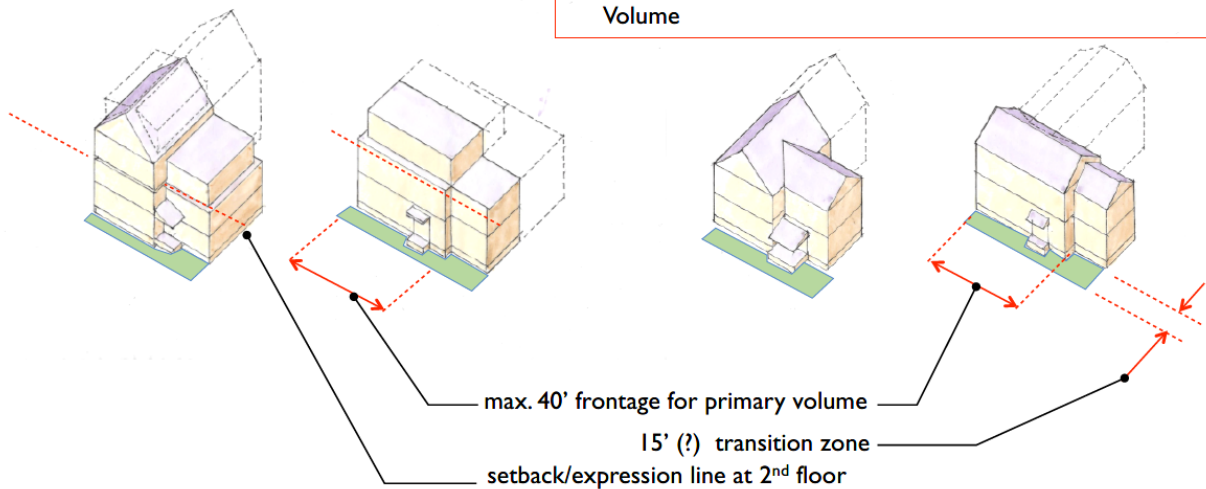 Volume
max. 40’ frontage for primary volume
15’ (?) transition zone
setback/expression line at 2nd floor